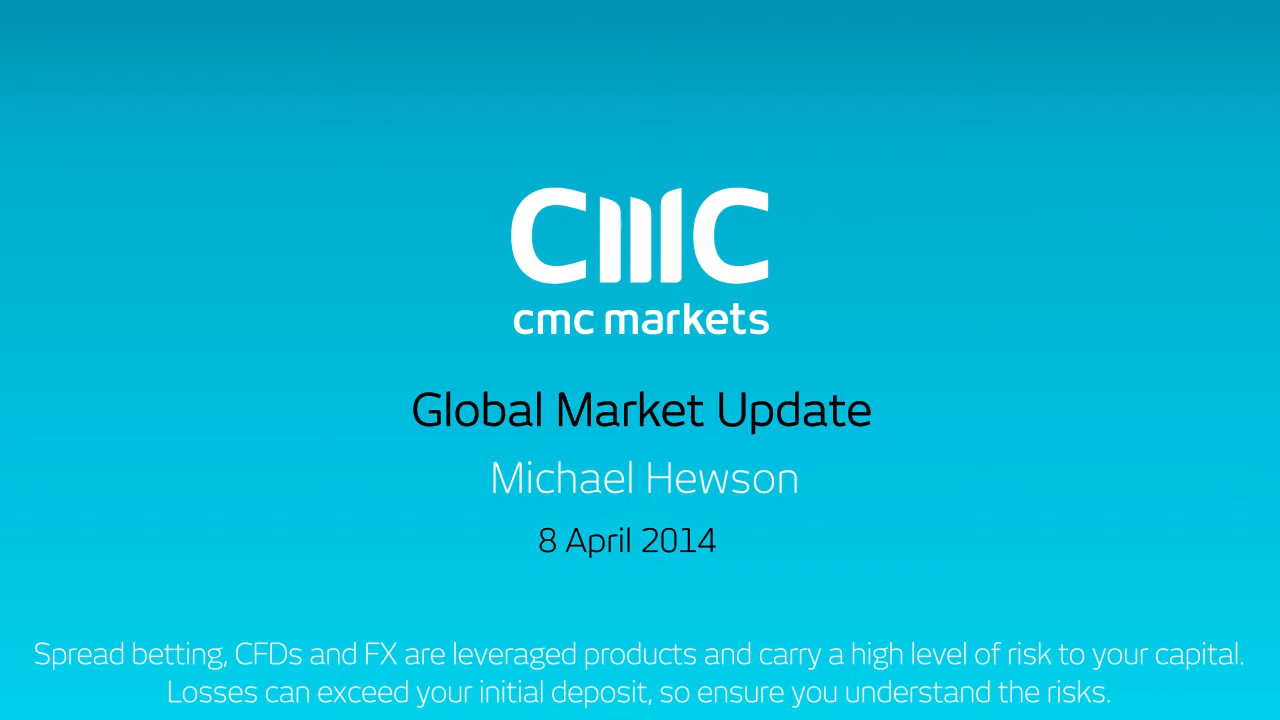 CMC
cmc markets
Global Market Update
Michael Hewson
8 April 2014
Spread betting, CFDs and FX are leveraged products and carry a high level of risk to your capital.
Losses can exceed your initial deposit, so ensure you understand the risks.